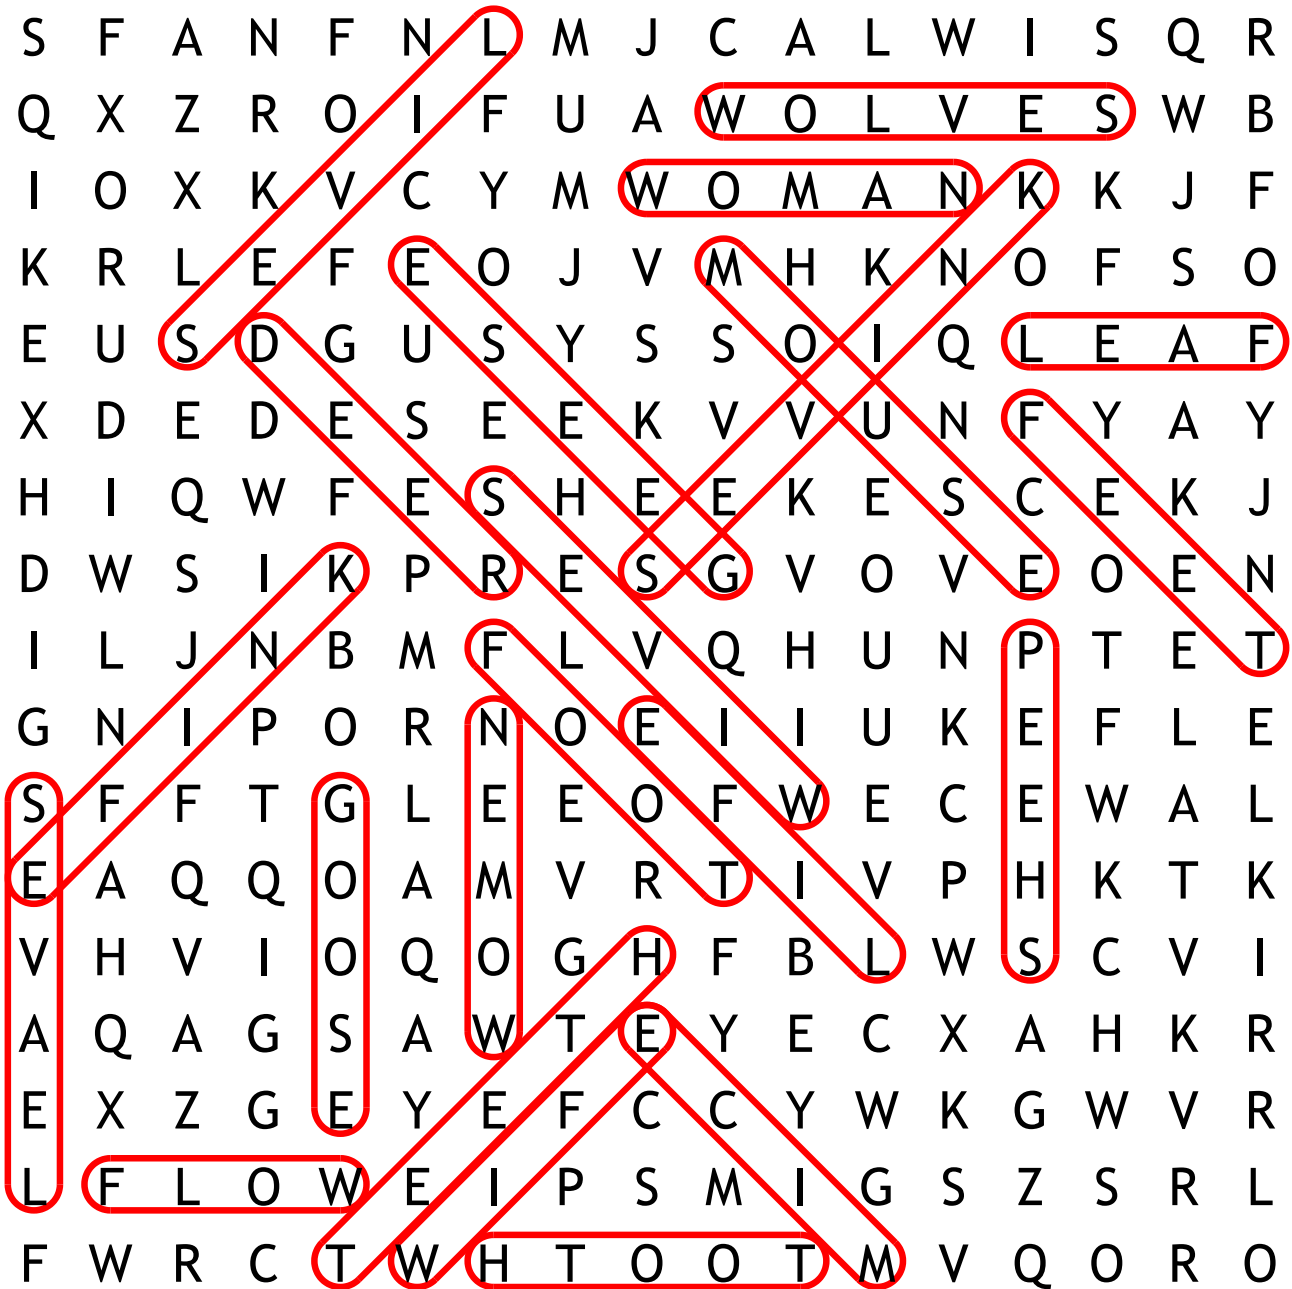 S F A N F N L M J C A L W I S Q R
Q X Z R O I F U A W O L V E S W B
I O X K V C Y M W O M A N K K J F
K R L E F E O J V M H K N O F S O
E U S D G U S Y S S O I Q L E A F
X D E D E S E E K V V U N F Y A Y
H I Q W F E S H E E K E S C E K J
D W S I K P R E S G V O V E O E N
I L J N B M F L V Q H U N P T E T
G N I P O R N O E I I U K E F L E
S F F T G L E E O F W E C E W A L
E A Q Q O A M V R T I V P H K T K
V H V I O Q O G H F B L W S C V I
A Q A G S A W T E Y E C X A H K R
E X Z G E Y E F C C Y W K G W V R
L F L O W E I P S M I G S Z S R L
F W R C T W H T O O T M V Q O R O